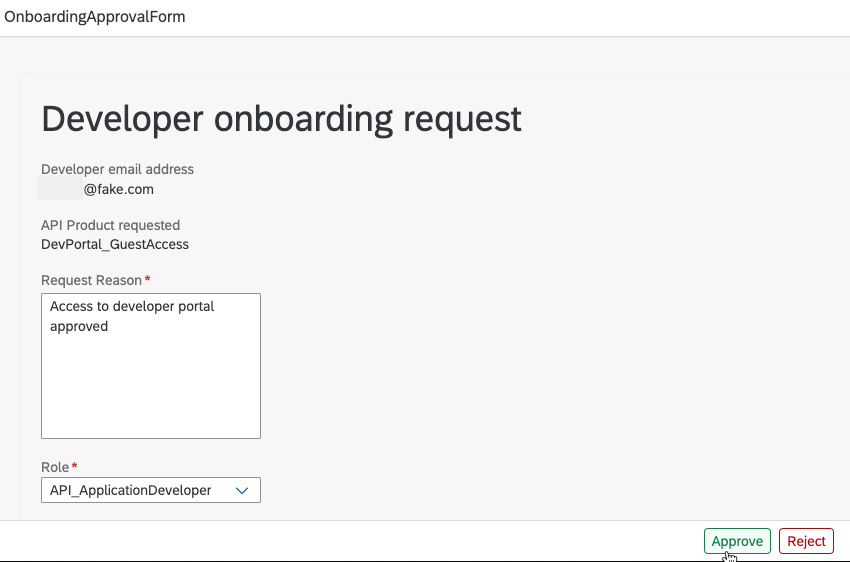 OnboardingApprovalForm
Developer onboarding request
Developer email address
@fake.com
API Product requested
DevPortal_GuestAccess
Request Reason *
Access to developer portal
approved
Role *
API_ApplicationDeveloper
Approve Reject